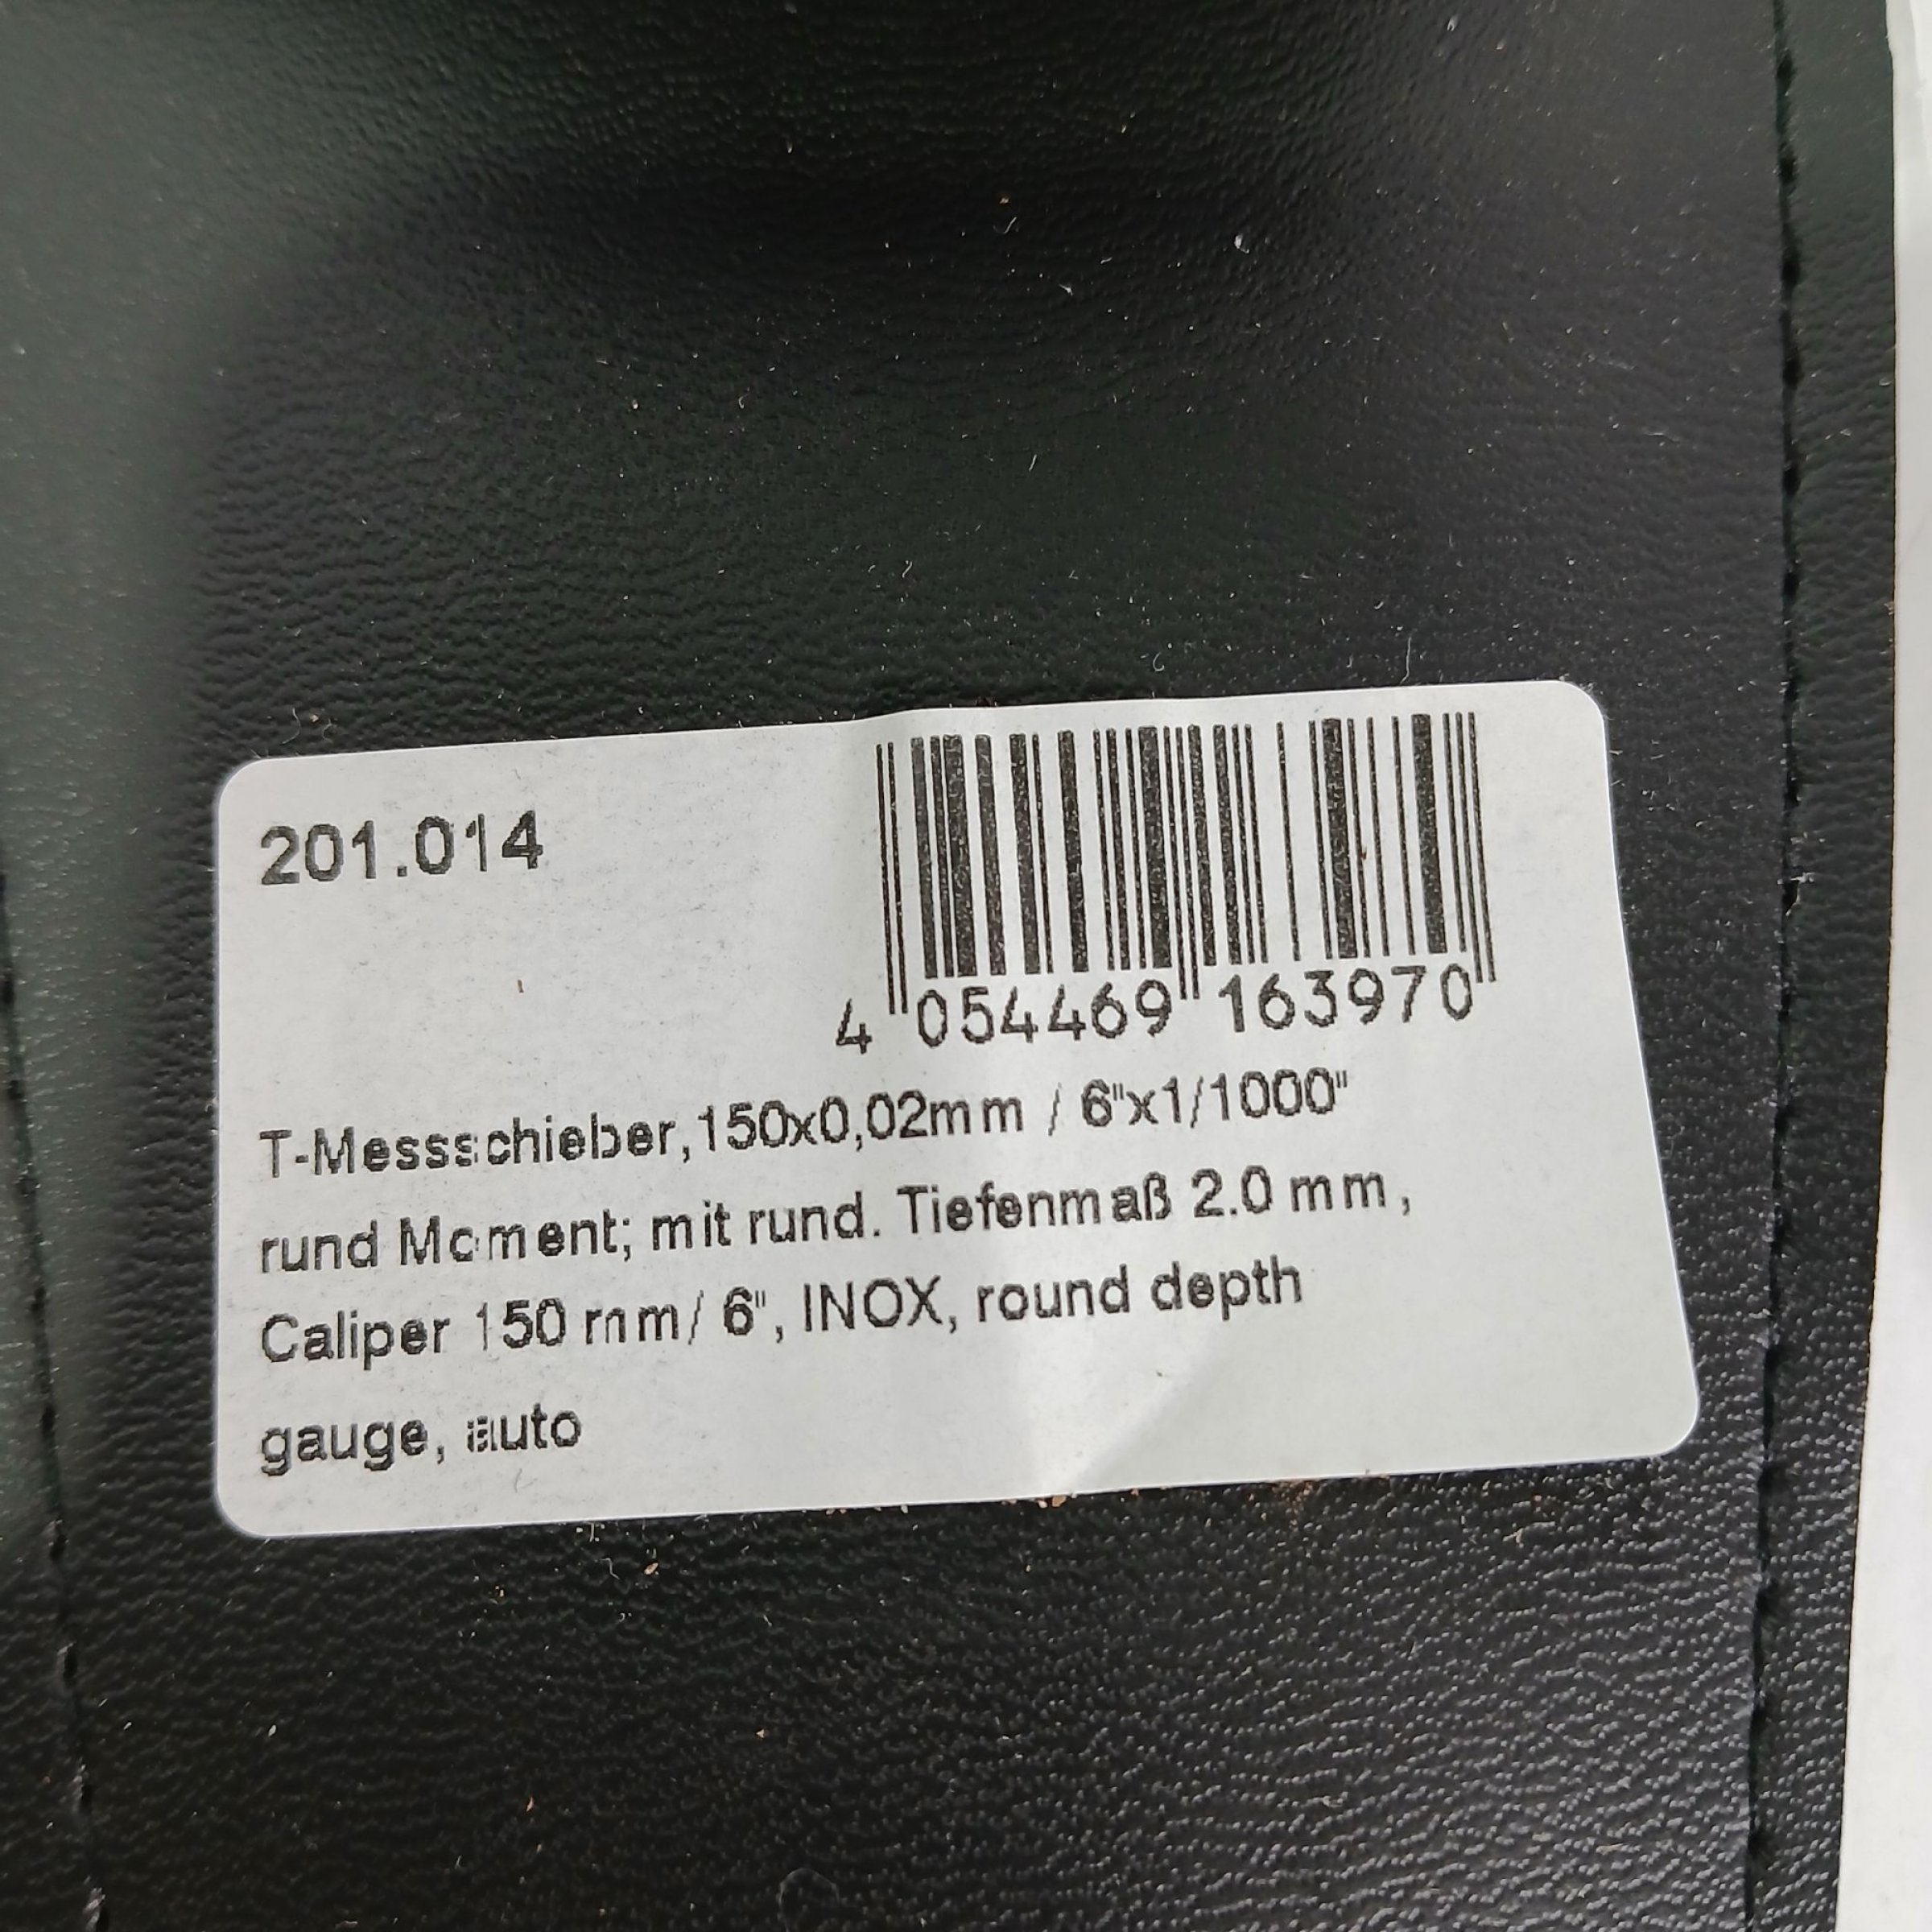 201.014
4 054469 163970
T-Messschieber,150x0,02mm / 6"x1/1000"
rund Moment; mit rund. Tiefenmaß 2.0 mm,
Caliper 150 mm/ 6", INOX, round depth
gauge, auto